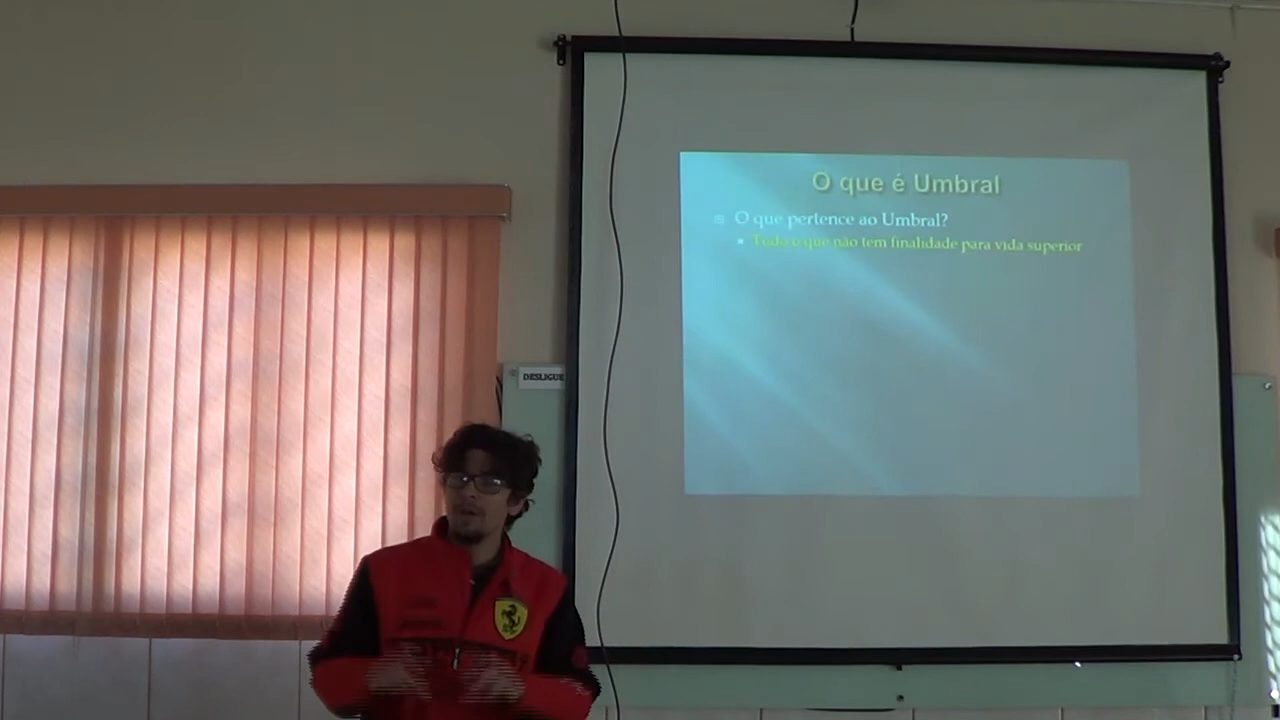 O que é Umbral
O que pertence ao Umbral?
Tudo o que não tem finalidade para vida superior
DESLIGUE